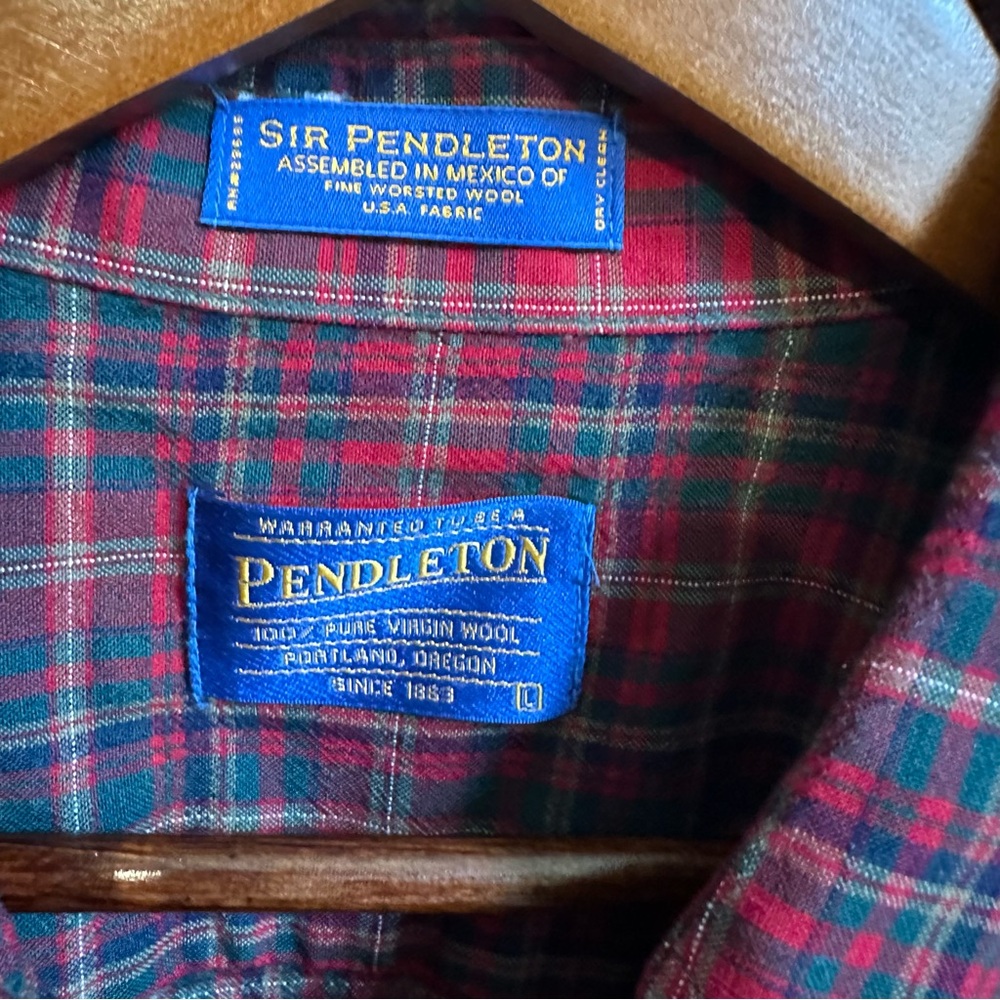 SIR PENDLETON
ASSEMBLED IN MEXICO OF
FINE WORSTED WOOL
U.S.A. FABRIC
DRY CLEAN
WARRANTED TO BE A
PENDLETON
100% PURE VIRGIN WOOL
PORTLAND, OREGON
SINCE 1863
L